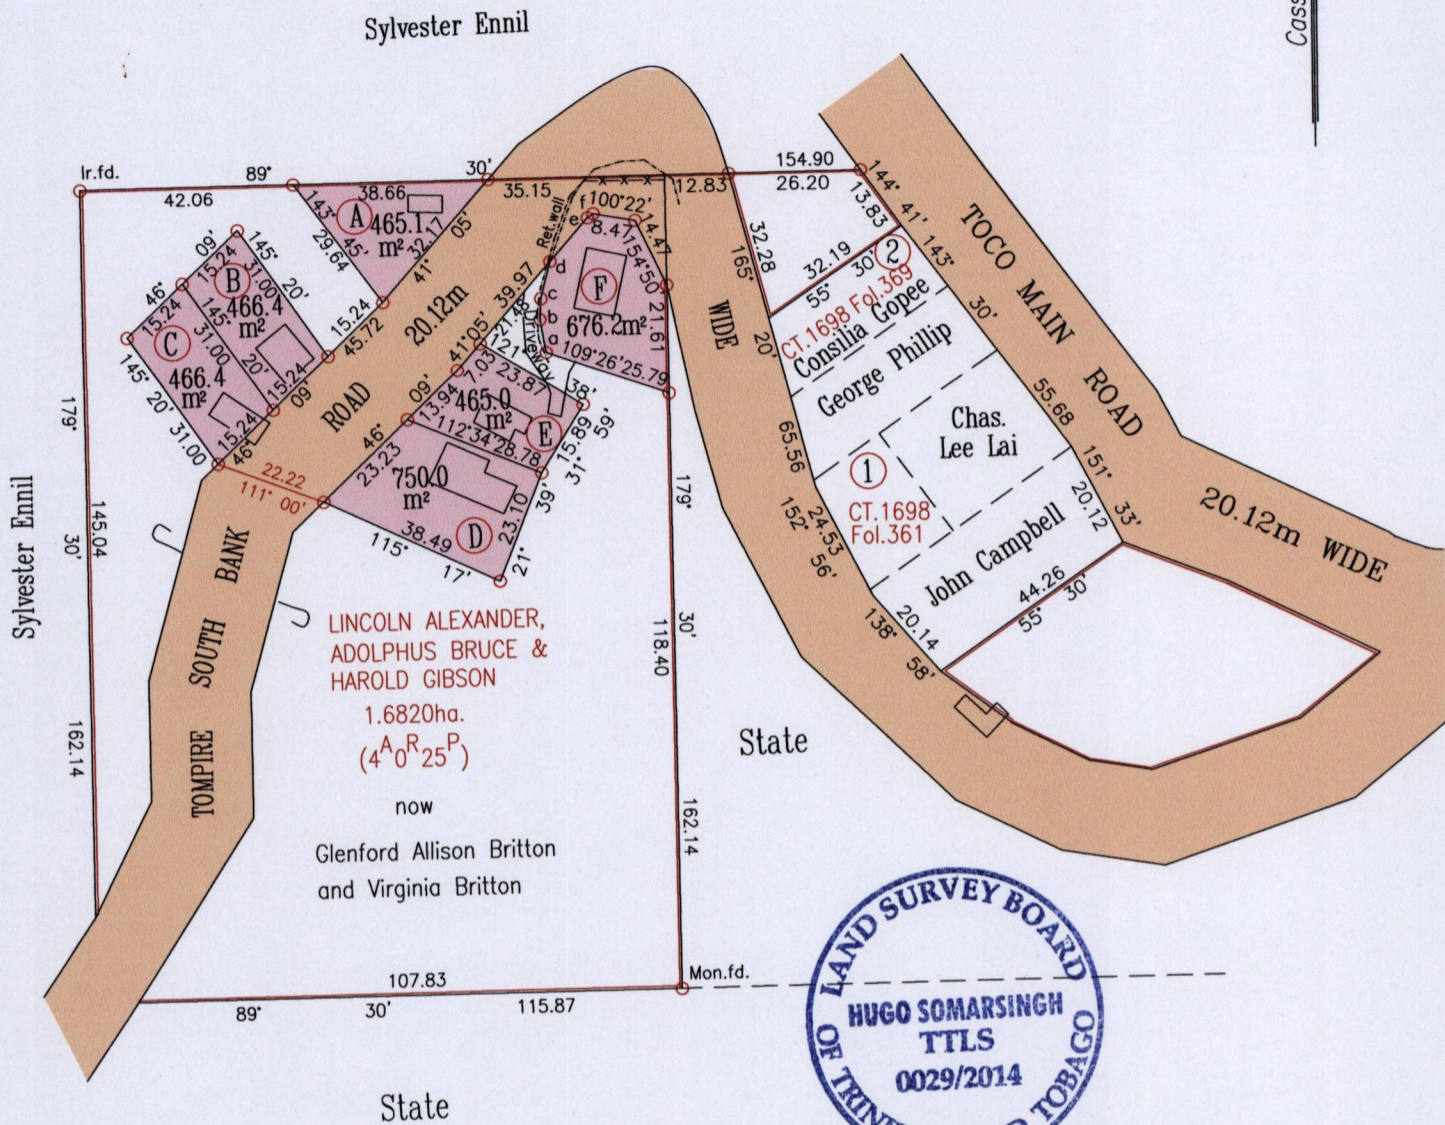 Sylvester Ennil
Cass
Ir.fd.
89°
30'
42.06
38.66
35.15
12.83
154.90
26.20
143°
45'
29.64
A
465.1
m²
32.17
05'
41°
15.24
45.72
Ret.wall
f
100°22'
e
8.47
14.47
154°50'
d
c
b
a
F
676.2m²
21.61
109°26'
25.79
39.97
21.48
Driveway
09'
145°
15.24
31.00
20'
46°
B
466.4
m²
15.24
145°
31.00
20'
C
466.4
m²
145°
20'
31.00
15.24
09'
15.24
46°
20.12m
ROAD
41°05'
7.03
121°
23.87
38'
09'
13.94
465.0
m²
E
15.89
59'
31°
46°
112°34'
28.78
23.23
750.0
m²
D
39'
23.10
21°
38.49
115°
17'
22.22
111° 00'
179°
145.04
30'
162.14
Sylvester Ennil
TOMPIRE
SOUTH
BANK
LINCOLN ALEXANDER,
ADOLPHUS BRUCE &
HAROLD GIBSON
1.6820ha.
(4ᴬ0ᴿ25ᴾ)
now
Glenford Allison Britton
and Virginia Britton
179°
30'
118.40
162.14
107.83
89°
30'
115.87
Mon.fd.
State
State
WIDE
32.28
165°
20'
144°
41'
13.83
32.19
55°
30'
2
CT.1698 Fol.369
Consilia Gopee
143°
30'
George Phillip
Chas.
Lee Lai
1
CT.1698
Fol.361
65.56
24.53
152°
56'
55.68
151°
20.12
33'
John Campbell
44.26
55°
30'
20.14
138°
58'
TOCO MAIN ROAD
20.12m WIDE
LAND SURVEY BOARD
HUGO SOMARSINGH
TTLS
0029/2014
TOBAGO